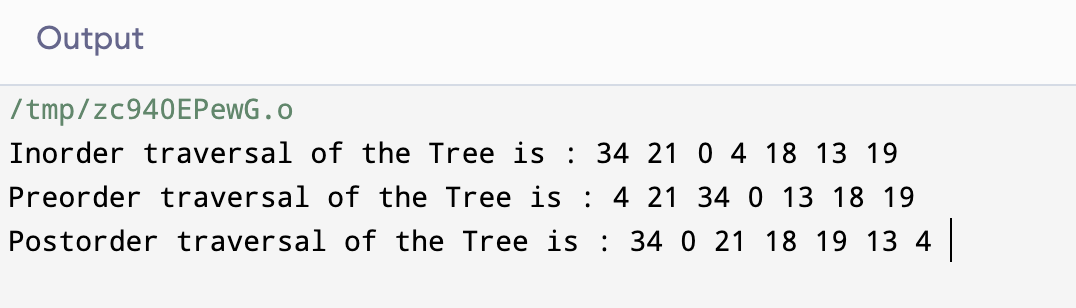 Output
/tmp/zc940EPewG.o
Inorder traversal of the Tree is : 34 21 0 4 18 13 19
Preorder traversal of the Tree is : 4 21 34 0 13 18 19
Postorder traversal of the Tree is : 34 0 21 18 19 13 4